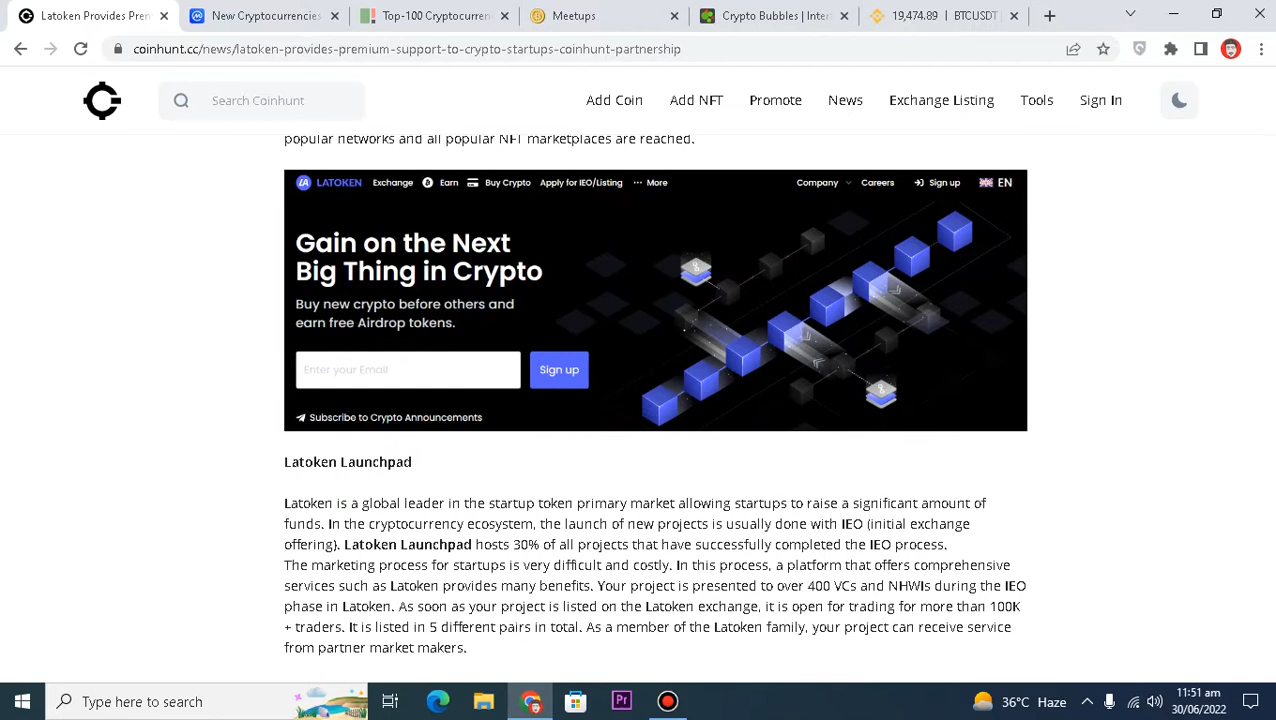 Latoken Provides Prem
New Cryptocurrencies
Top-100 Cryptocurren
Meetups
Crypto Bubbles | Inter
19,474.89 | BTCUSDT
coinhunt.cc/news/latoken-provides-premium-support-to-crypto-startups-coinhunt-partnership
Search Coinhunt
Add Coin
Add NFT
Promote
News
Exchange Listing
Tools
Sign In
popular networks and all popular NFT marketplaces are reached.
LATOKEN Exchange Earn Buy Crypto Apply for IEO/Listing ··· More Company Careers Sign up EN
Gain on the Next
Big Thing in Crypto
Buy new crypto before others and
earn free Airdrop tokens.
Enter your Email
Sign up
Subscribe to Crypto Announcements
Latoken Launchpad
Latoken is a global leader in the startup token primary market allowing startups to raise a significant amount of
funds. In the cryptocurrency ecosystem, the launch of new projects is usually done with IEO (initial exchange
offering). Latoken Launchpad hosts 30% of all projects that have successfully completed the IEO process.
The marketing process for startups is very difficult and costly. In this process, a platform that offers comprehensive
services such as Latoken provides many benefits. Your project is presented to over 400 VCs and NHWIs during the IEO
phase in Latoken. As soon as your project is listed on the Latoken exchange, it is open for trading for more than 100K
+ traders. It is listed in 5 different pairs in total. As a member of the Latoken family, your project can receive service
from partner market makers.
Type here to search
Pr
36°C Haze
11:51 am
30/06/2022